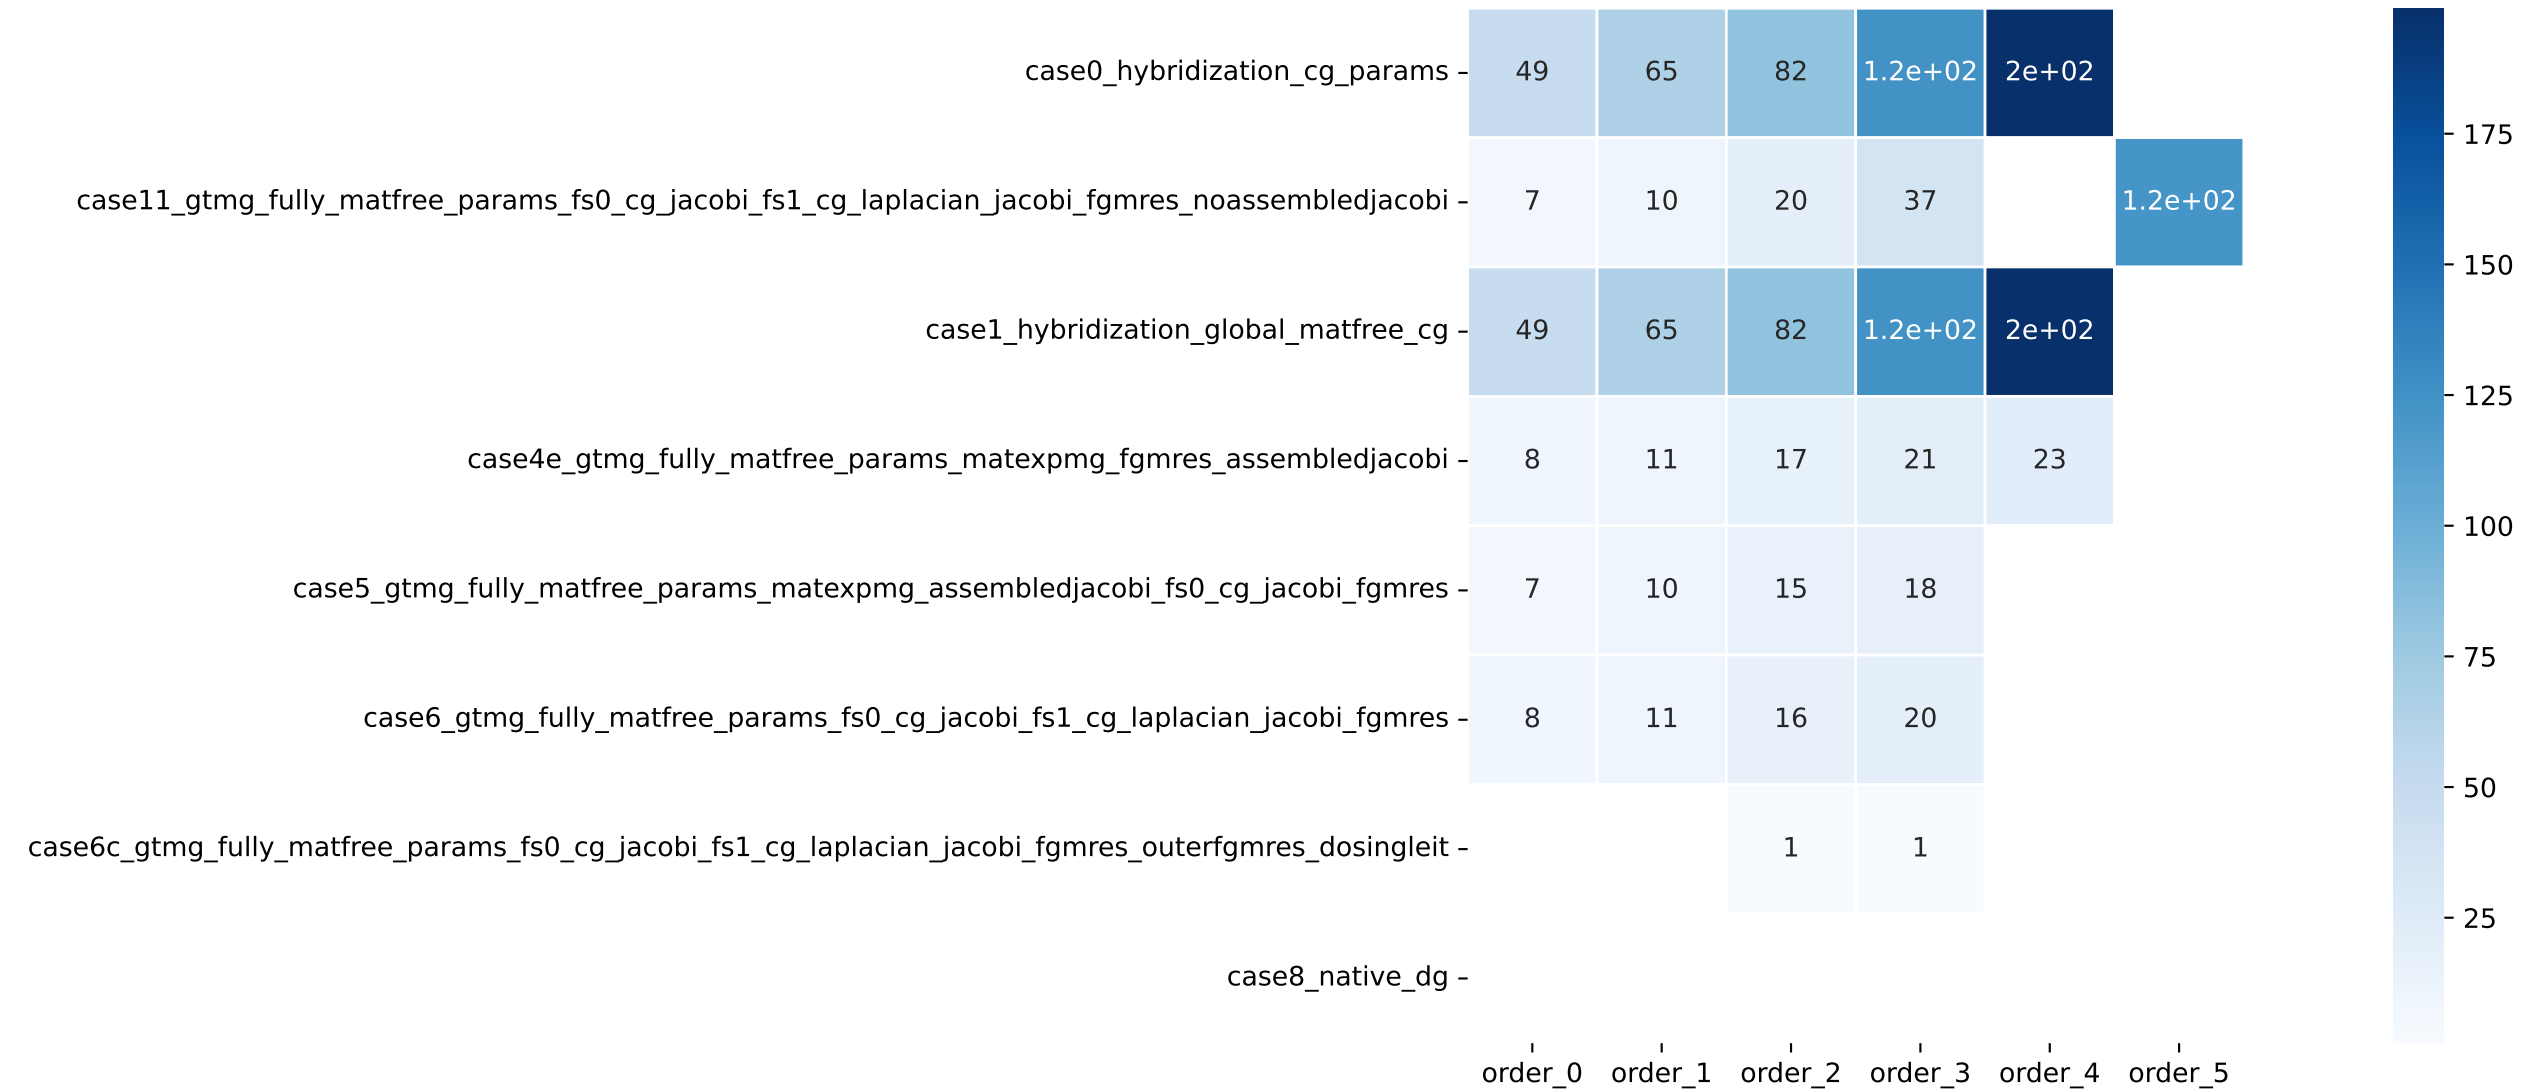 case0_hybridization_cg_params 49 65 82 1.2e+02 2e+02
175
case11_gtmg_fully_matfree_params_fs0_cg_jacobi_fs1_cg_laplacian_jacobi_fgmres_noassembledjacobi 7 10 20 37 1.2e+02
150
case1_hybridization_global_matfree_cg 49 65 82 1.2e+02 2e+02
125
case4e_gtmg_fully_matfree_params_matexpmg_fgmres_assembledjacobi 8 11 17 21 23
100
case5_gtmg_fully_matfree_params_matexpmg_assembledjacobi_fs0_cg_jacobi_fgmres 7 10 15 18
75
case6_gtmg_fully_matfree_params_fs0_cg_jacobi_fs1_cg_laplacian_jacobi_fgmres 8 11 16 20
50
case6c_gtmg_fully_matfree_params_fs0_cg_jacobi_fs1_cg_laplacian_jacobi_fgmres_outerfgmres_dosingleit 1 1
25
case8_native_dg
order_0 order_1 order_2 order_3 order_4 order_5